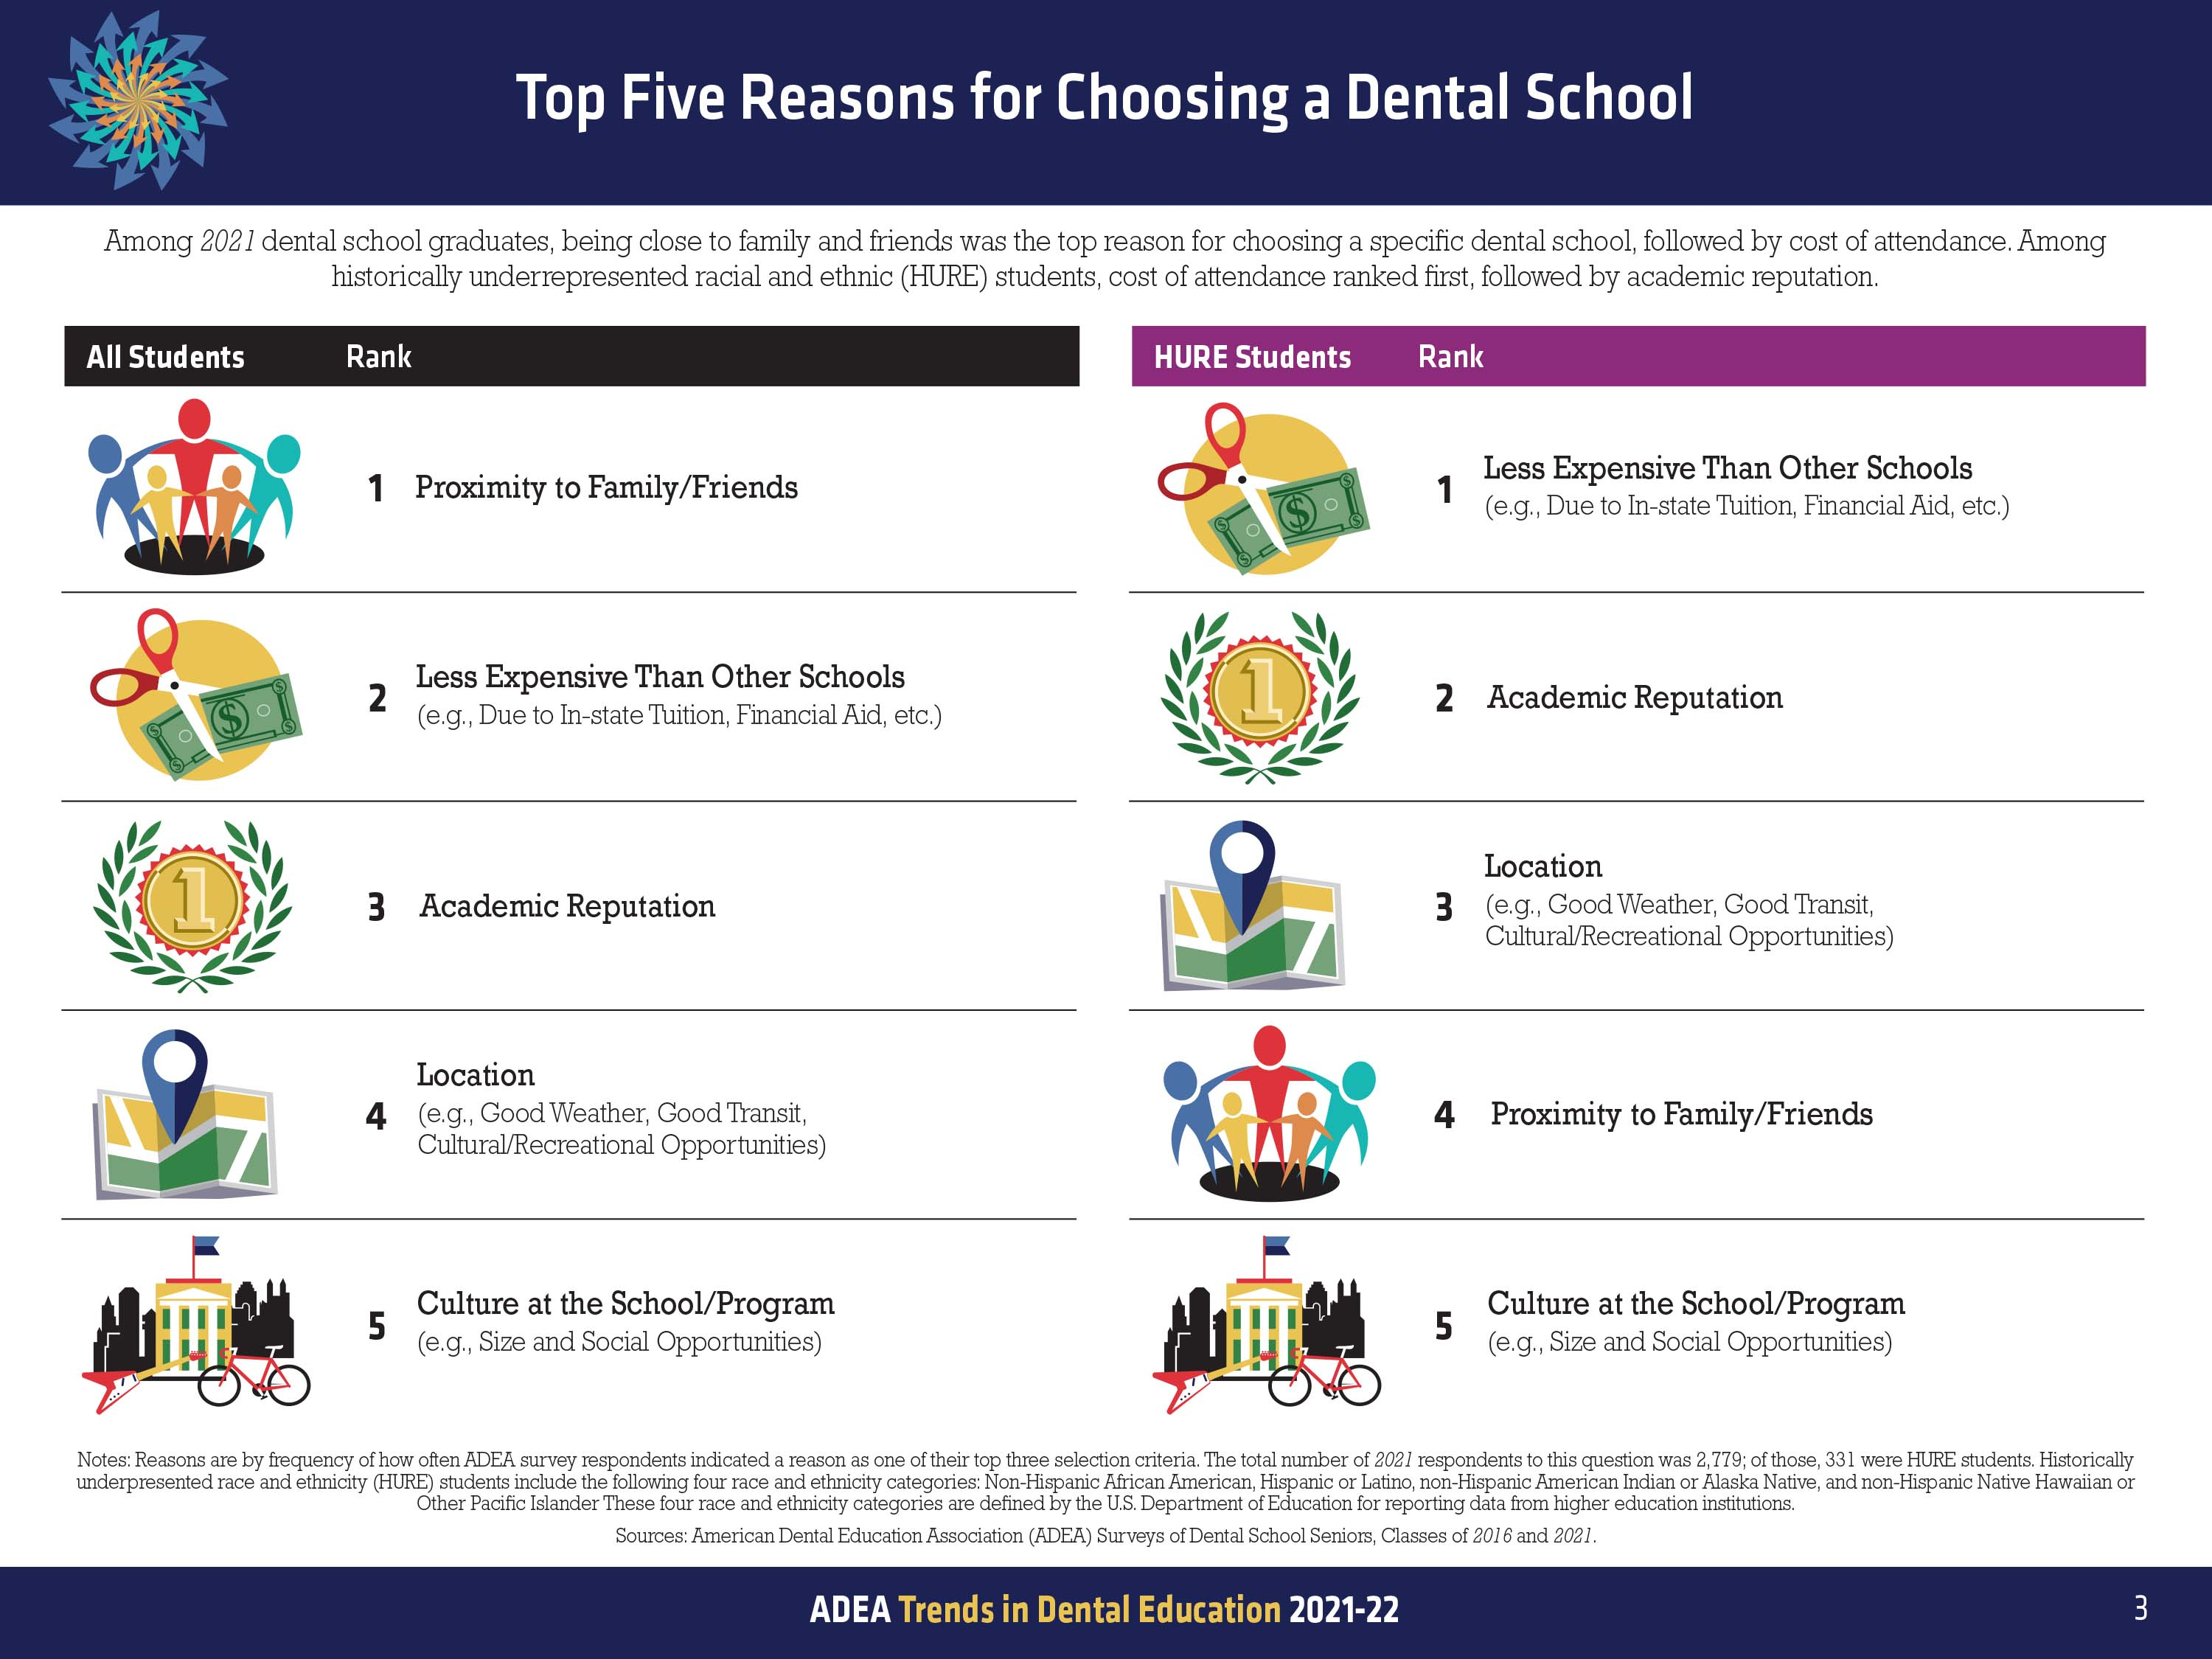 Top Five Reasons for Choosing a Dental School
Among 2021 dental school graduates, being close to family and friends was the top reason for choosing a specific dental school, followed by cost of attendance. Among
historically underrepresented racial and ethnic (HURE) students, cost of attendance ranked first, followed by academic reputation.
All Students Rank
1 Proximity to Family/Friends
2 Less Expensive Than Other Schools
(e.g., Due to In-state Tuition, Financial Aid, etc.)
3 Academic Reputation
4 Location
(e.g., Good Weather, Good Transit,
Cultural/Recreational Opportunities)
5 Culture at the School/Program
(e.g., Size and Social Opportunities)
HURE Students Rank
1 Less Expensive Than Other Schools
(e.g., Due to In-state Tuition, Financial Aid, etc.)
2 Academic Reputation
3 Location
(e.g., Good Weather, Good Transit,
Cultural/Recreational Opportunities)
4 Proximity to Family/Friends
5 Culture at the School/Program
(e.g., Size and Social Opportunities)
Notes: Reasons are by frequency of how often ADEA survey respondents indicated a reason as one of their top three selection criteria. The total number of 2021 respondents to this question was 2,779; of those, 331 were HURE students. Historically
underpresented race and ethnicity (HURE) students include the following four race and ethnicity categories: Non-Hispanic African American, Hispanic or Latino, non-Hispanic American Indian or Alaska Native, and non-Hispanic Native Hawaiian or
Other Pacific Islander These four race and ethnicity categories are defined by the U.S. Department of Education for reporting data from higher education institutions.
Sources: American Dental Education Association (ADEA) Surveys of Dental School Seniors, Classes of 2016 and 2021.
ADEA Trends in Dental Education 2021-22
3